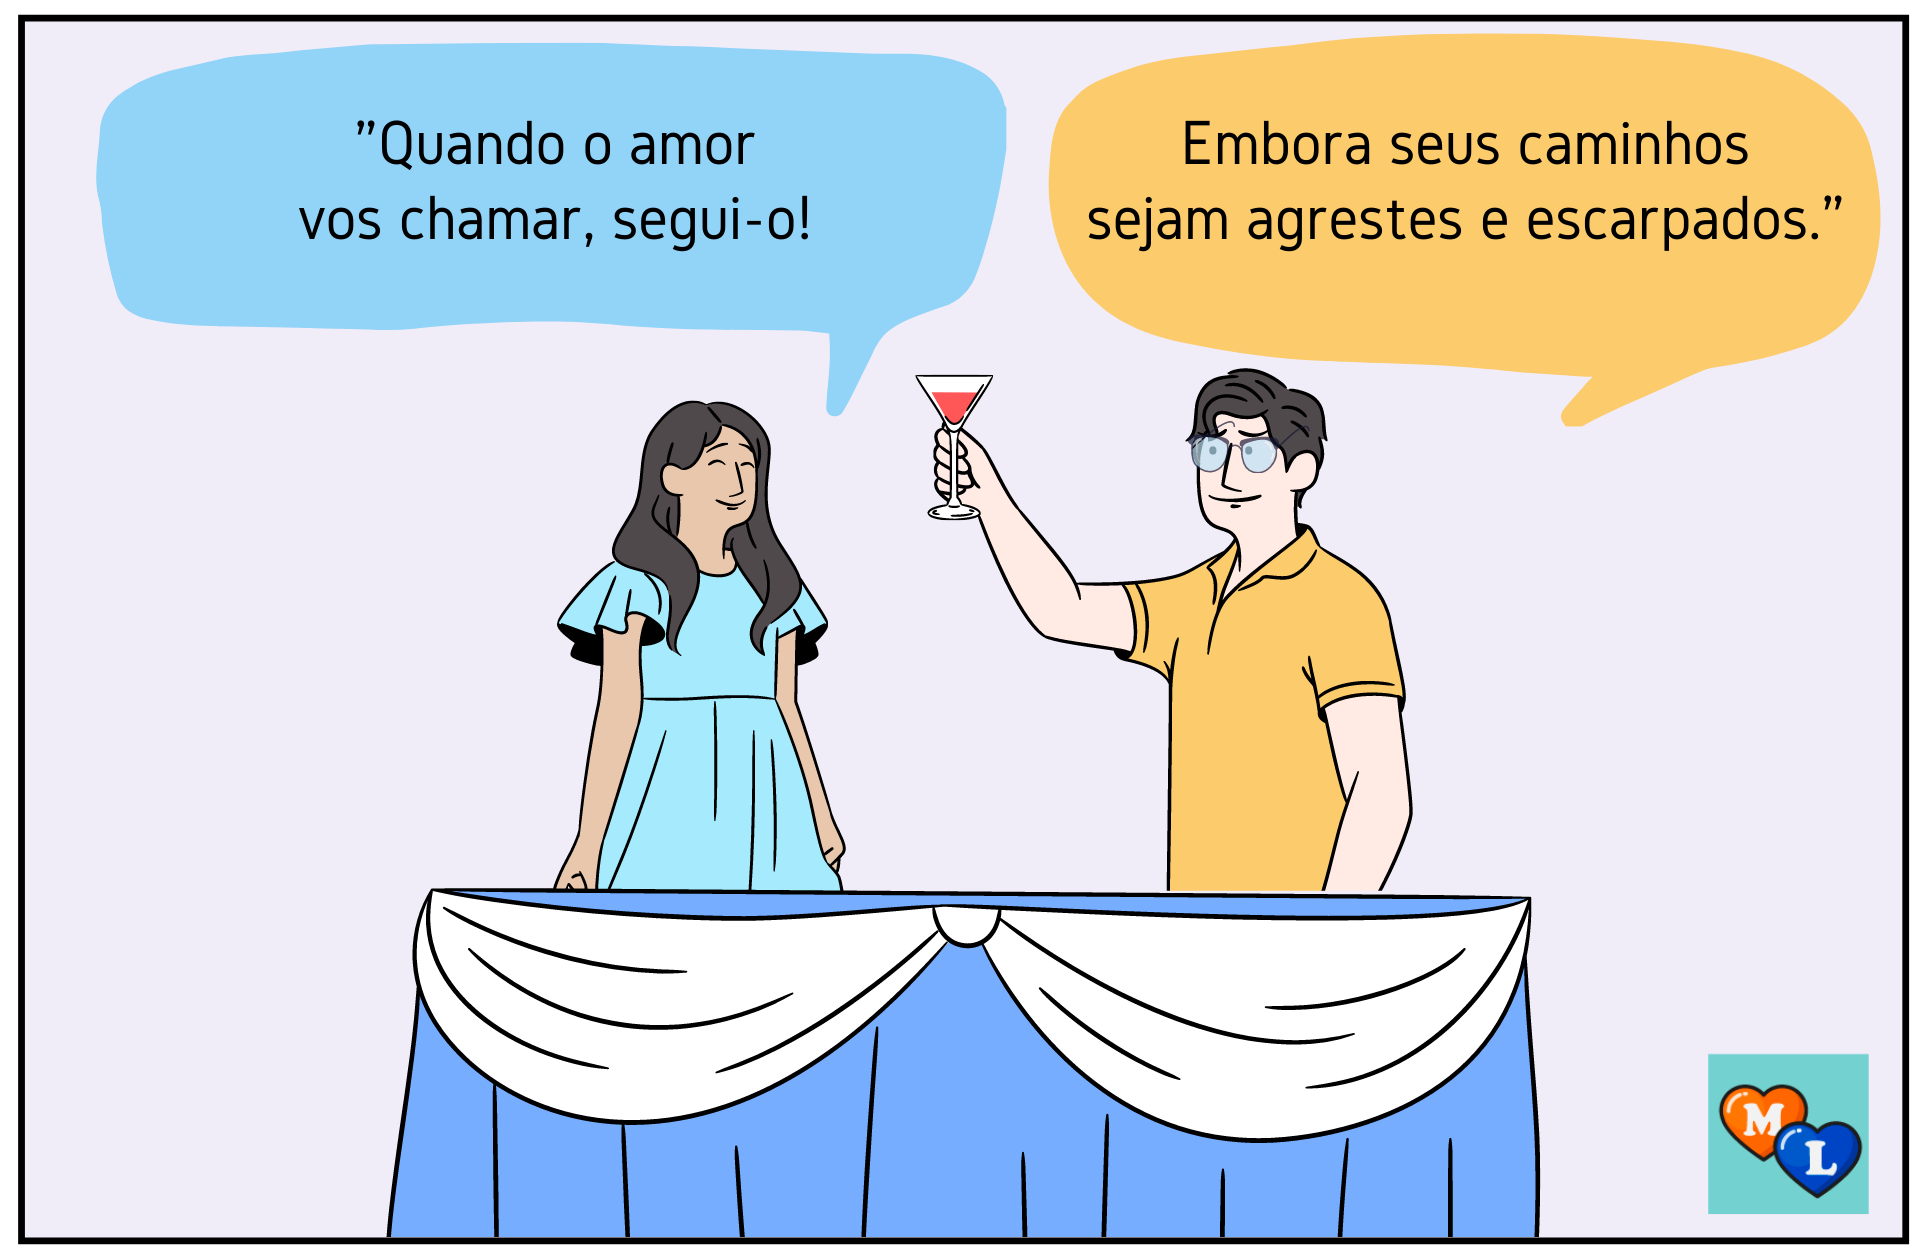 ”Quando o amor
vos chamar, segui-o!
Embora seus caminhos
sejam agrestes e escarpados.”
M
L